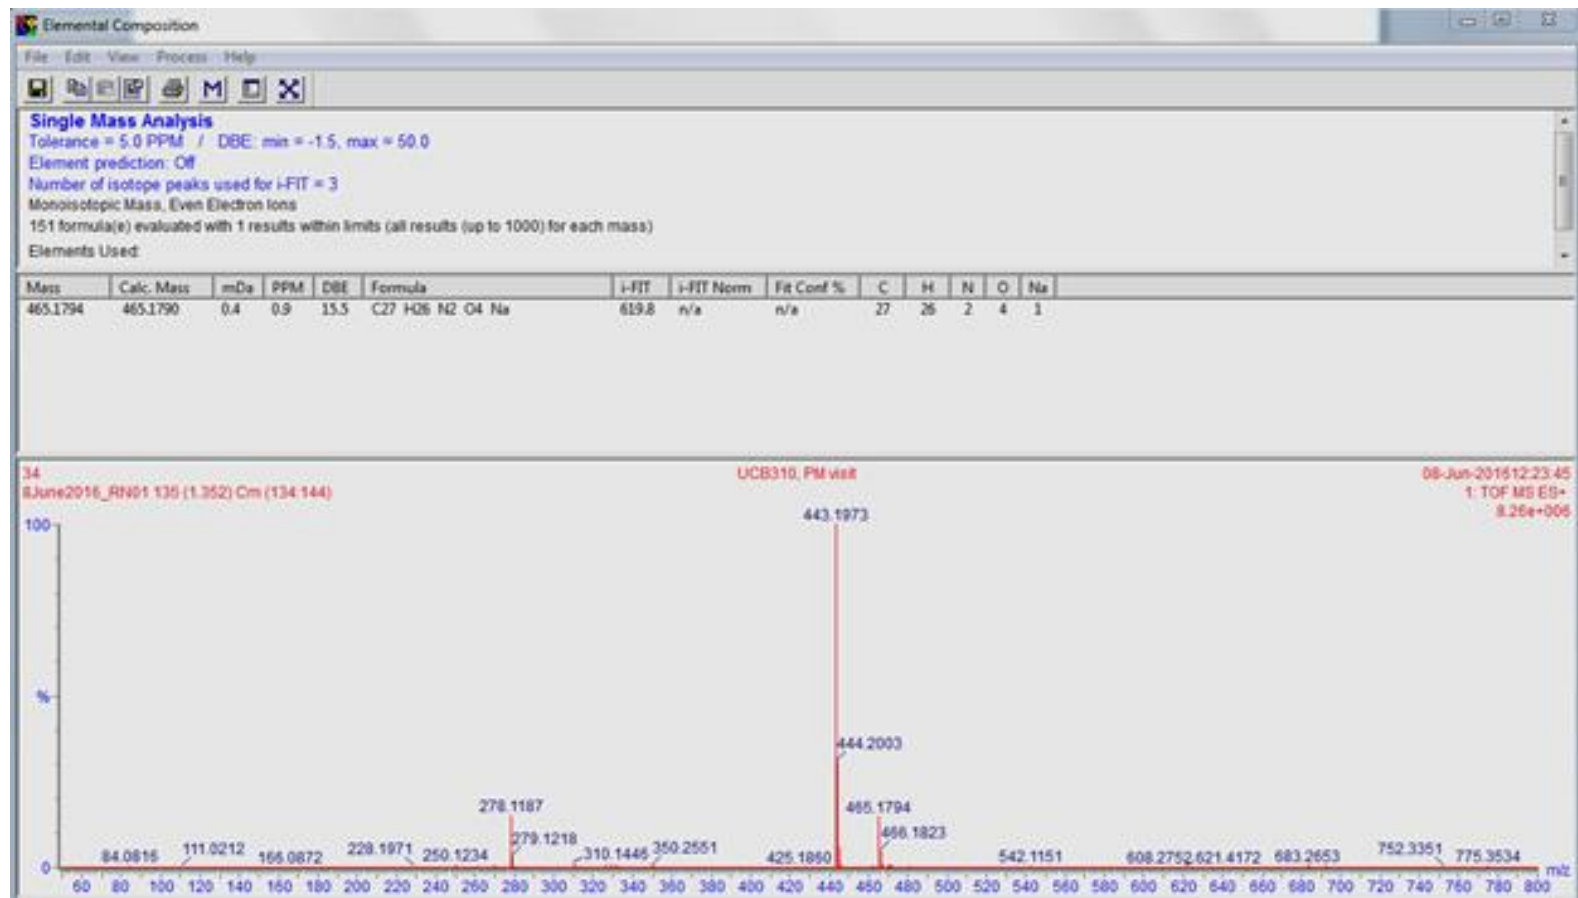 Elemental Composition
File Edit View Process Help
M
Single Mass Analysis
Tolerance = 5.0 PPM / DBE: min = -1.5, max = 50.0
Element prediction: Off
Number of isotope peaks used for i-FIT = 3
Monoisotopic Mass, Even Electron Ions
151 formula(e) evaluated with 1 results within limits (all results (up to 1000) for each mass)
Elements Used:
Mass Calc. Mass mDa PPM DBE Formula i-FIT i-FIT Norm Fit Conf % C H N O Na
465.1794 465.1790 0.4 0.9 15.5 C27 H26 N2 O4 Na 619.8 n/a n/a 27 26 2 4 1
34 UCB310, PM visit 08-Jun-2016 12:23:45
8June2016_RN01 135 (1.352) Cm (134:144) 1: TOF MS ES+
8.26e+006
100
443.1973
444.2003
%
278.1187
465.1794
279.1218
466.1823
84.0816 111.0212 166.0872 228.1971 250.1234 310.1446 350.2551 425.1860 542.1151 608.2752 621.4172 683.2653 752.3351 775.3534
0
m/z
60 80 100 120 140 160 180 200 220 240 260 280 300 320 340 360 380 400 420 440 460 480 500 520 540 560 580 600 620 640 660 680 700 720 740 760 780 800